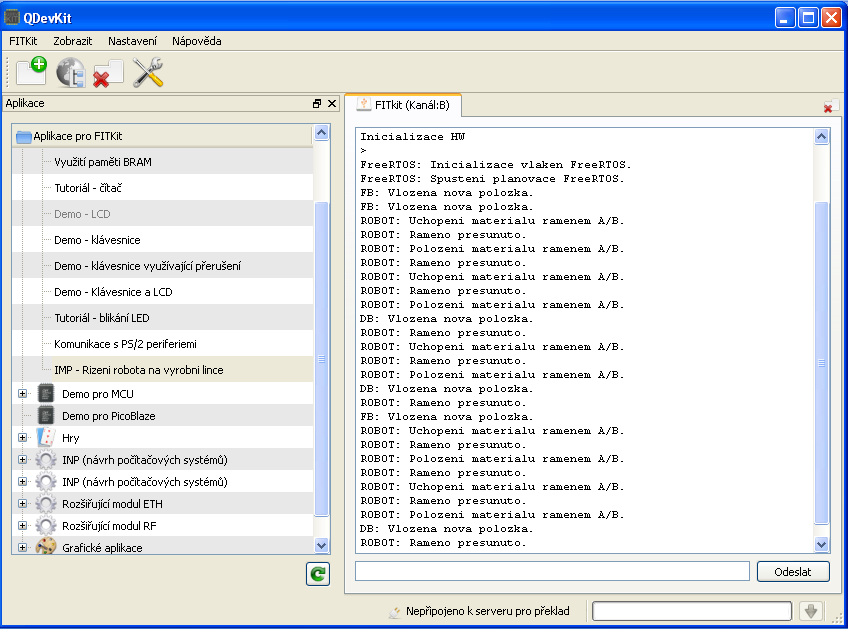 QDevKit
FITKit Zobrazit Nastavení Nápověda
Aplikace
Aplikace pro FITKit
Využití paměti BRAM
Tutoriál - čítač
Demo - LCD
Demo - klávesnice
Demo - klávesnice využívající přerušení
Demo - Klávesnice a LCD
Tutoriál - blikání LED
Komunikace s PS/2 periferiemi
IMP - Rizeni robota na vyrobni lince
Demo pro MCU
Demo pro PicoBlaze
Hry
INP (návrh počítačových systémů)
INP (návrh počítačových systémů)
Rozšiřující modul ETH
Rozšiřující modul RF
Grafické aplikace
FITkit (Kanál:B)
Inicializace HW
>
FreeRTOS: Inicializace vlaken FreeRTOS.
FreeRTOS: Spusteni planovace FreeRTOS.
FB: Vlozena nova polozka.
FB: Vlozena nova polozka.
ROBOT: Uchopeni materialu ramenem A/B.
ROBOT: Rameno presunuto.
ROBOT: Polozeni materialu ramenem A/B.
ROBOT: Rameno presunuto.
ROBOT: Uchopeni materialu ramenem A/B.
ROBOT: Rameno presunuto.
ROBOT: Polozeni materialu ramenem A/B.
DB: Vlozena nova polozka.
ROBOT: Rameno presunuto.
ROBOT: Uchopeni materialu ramenem A/B.
ROBOT: Rameno presunuto.
ROBOT: Polozeni materialu ramenem A/B.
DB: Vlozena nova polozka.
ROBOT: Rameno presunuto.
FB: Vlozena nova polozka.
ROBOT: Uchopeni materialu ramenem A/B.
ROBOT: Rameno presunuto.
ROBOT: Polozeni materialu ramenem A/B.
ROBOT: Rameno presunuto.
ROBOT: Uchopeni materialu ramenem A/B.
ROBOT: Rameno presunuto.
ROBOT: Polozeni materialu ramenem A/B.
DB: Vlozena nova polozka.
ROBOT: Rameno presunuto.
Odeslat
Nepřipojeno k serveru pro překlad